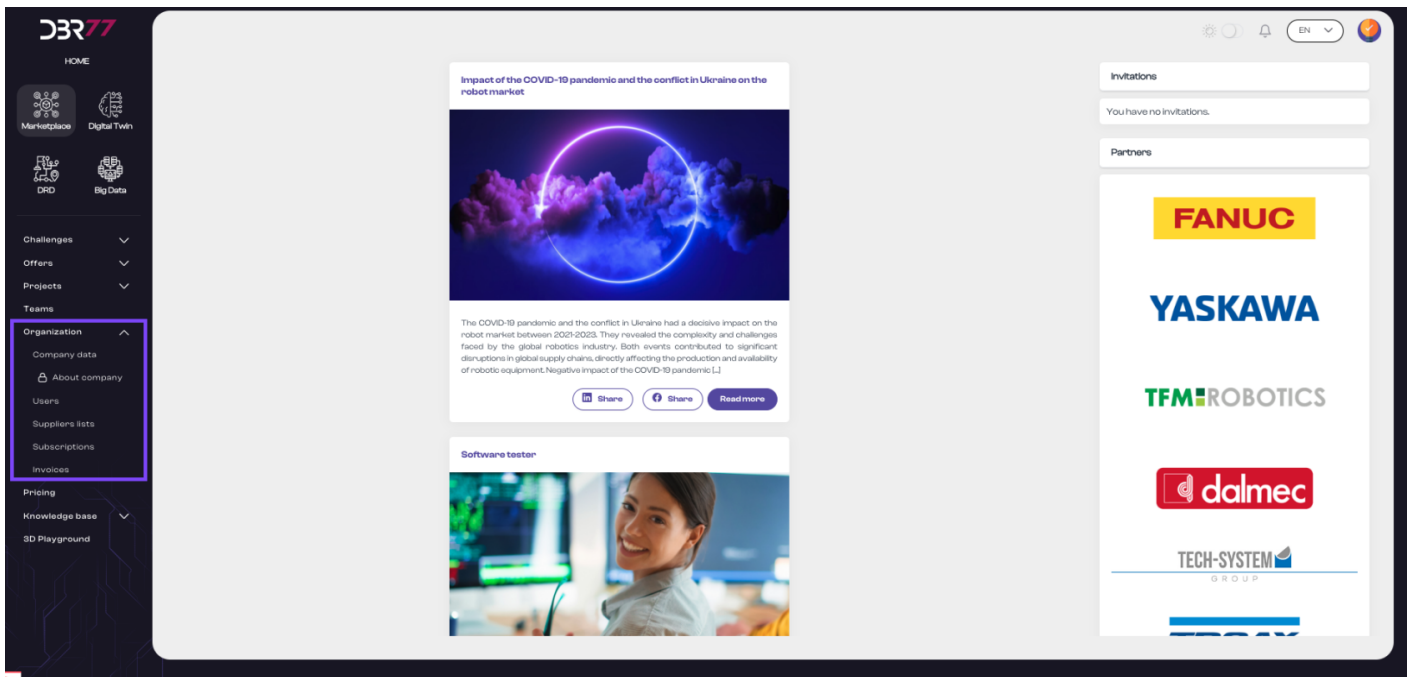 DBR77
HOME
Marketplace
Digital Twin
DRD
Big Data
Challenges
Offers
Projects
Teams
Organization
Company data
About company
Users
Suppliers lists
Subscriptions
Invoices
Pricing
Knowledge base
3D Playground
EN
Impact of the COVID-19 pandemic and the conflict in Ukraine on the
robot market
The COVID-19 pandemic and the conflict in Ukraine had a decisive impact on the
robot market between 2021-2023. They revealed the complexity and challenges
faced by the global robotics industry. Both events contributed to significant
disruptions in global supply chains, directly affecting the production and availability
of robotic equipment. Negative impact of the COVID-19 pandemic [...]
Share
Share
Read more
Software tester
Invitations
You have no invitations.
Partners
FANUC
YASKAWA
TFM ROBOTICS
dalmec
TECH-SYSTEM
GROUP